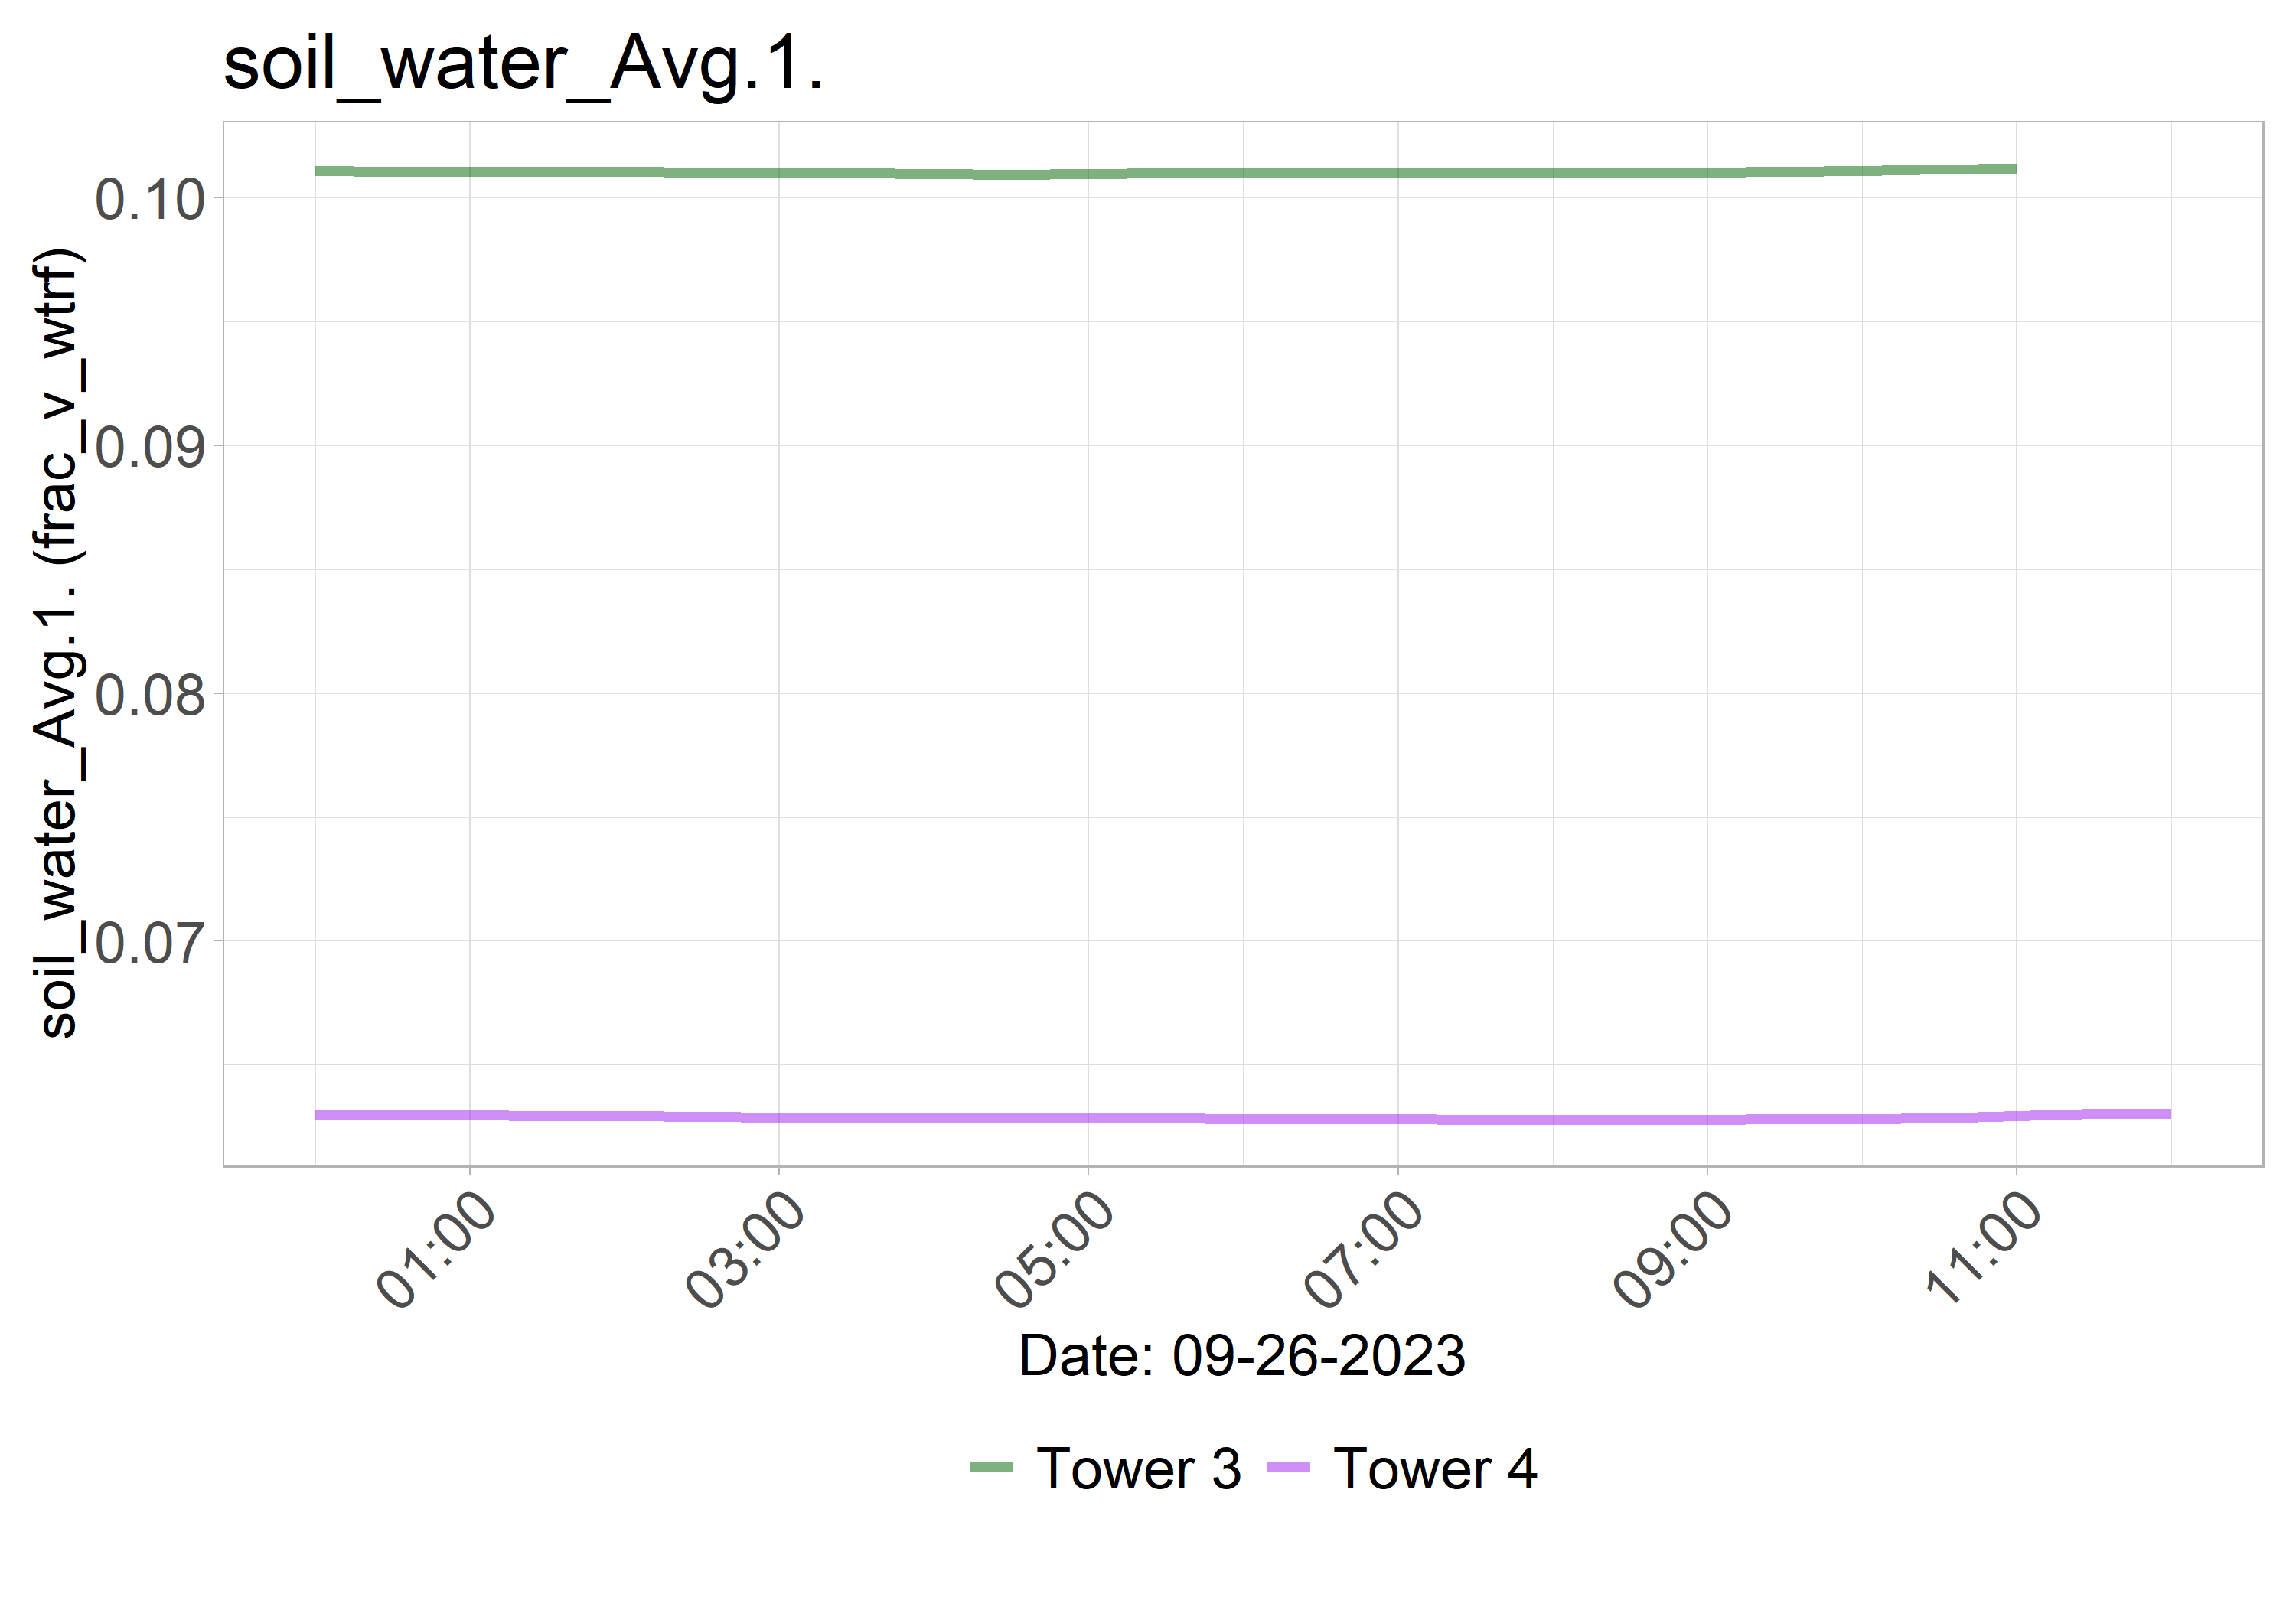 soil_water_Avg.1.
soil_water_Avg.1. (frac_v_wtrf)
0.10
0.09
0.08
0.07
01:00
03:00
05:00
07:00
09:00
11:00
Date: 09-26-2023
Tower 3
Tower 4